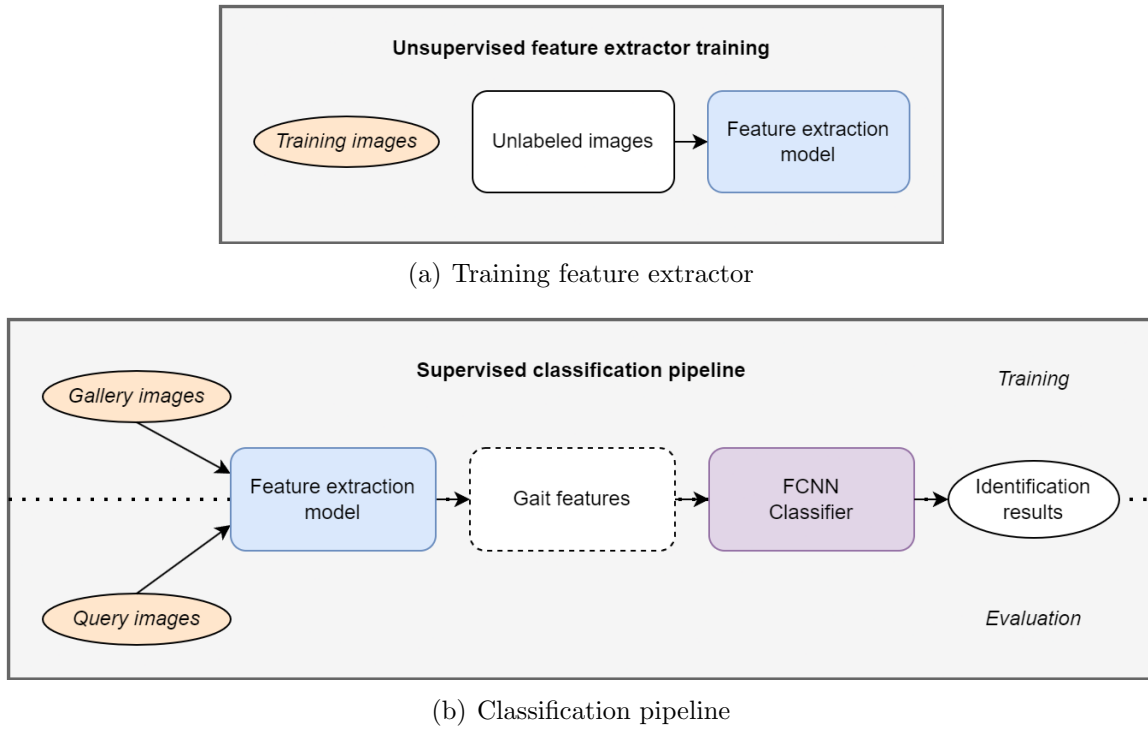 Unsupervised feature extractor training
Training images
Unlabeled images
Feature extraction
model
(a) Training feature extractor
Supervised classification pipeline
Gallery images
Training
Feature extraction
model
Gait features
FCNN
Classifier
Identification
results
Query images
Evaluation
(b) Classification pipeline